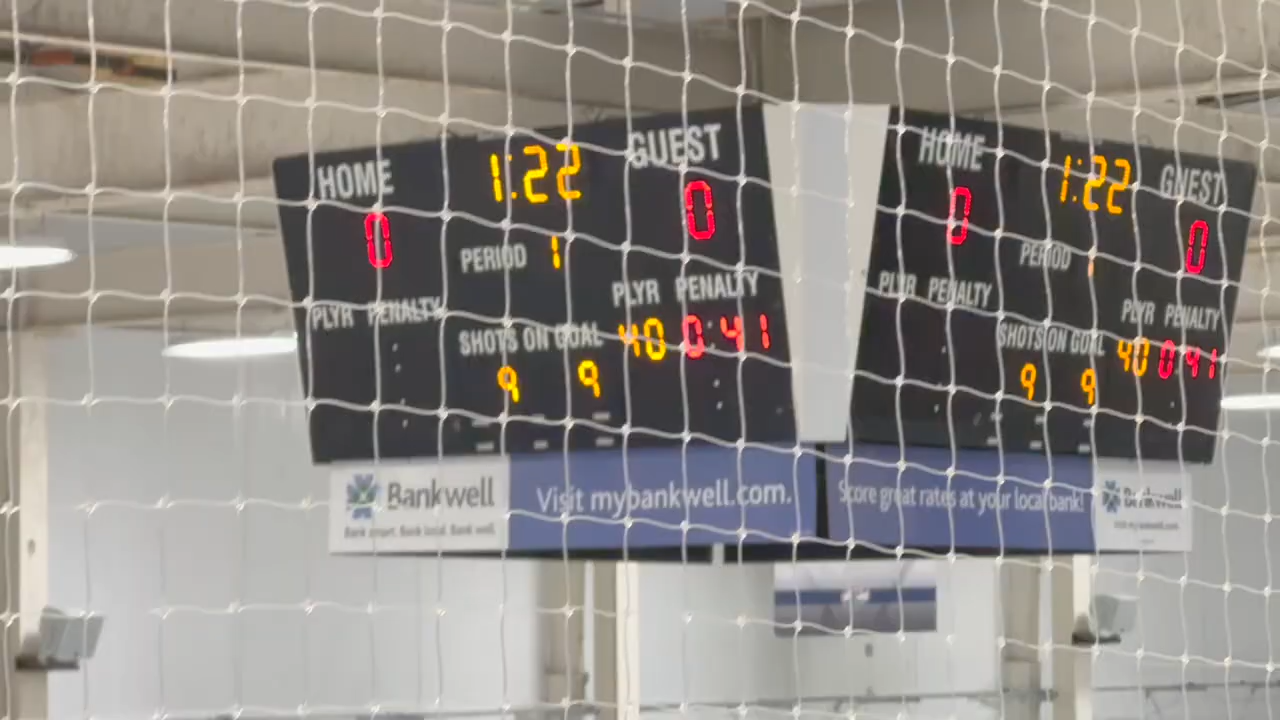 HOME 1:22 GUEST
0 0
PERIOD 1
PLYR PENALTY PLYR PENALTY
SHOTS ON GOAL 40 0:41
9 9
Bankwell Visit mybankwell.com.
Bank smart. Bank local. Bank well.
HOME 1:22 GUEST
0 0
PERIOD 1
PLYR PENALTY PLYR PENALTY
SHOTS ON GOAL 40 0:41
9 9
Score great rates at your local bank! Bankwell